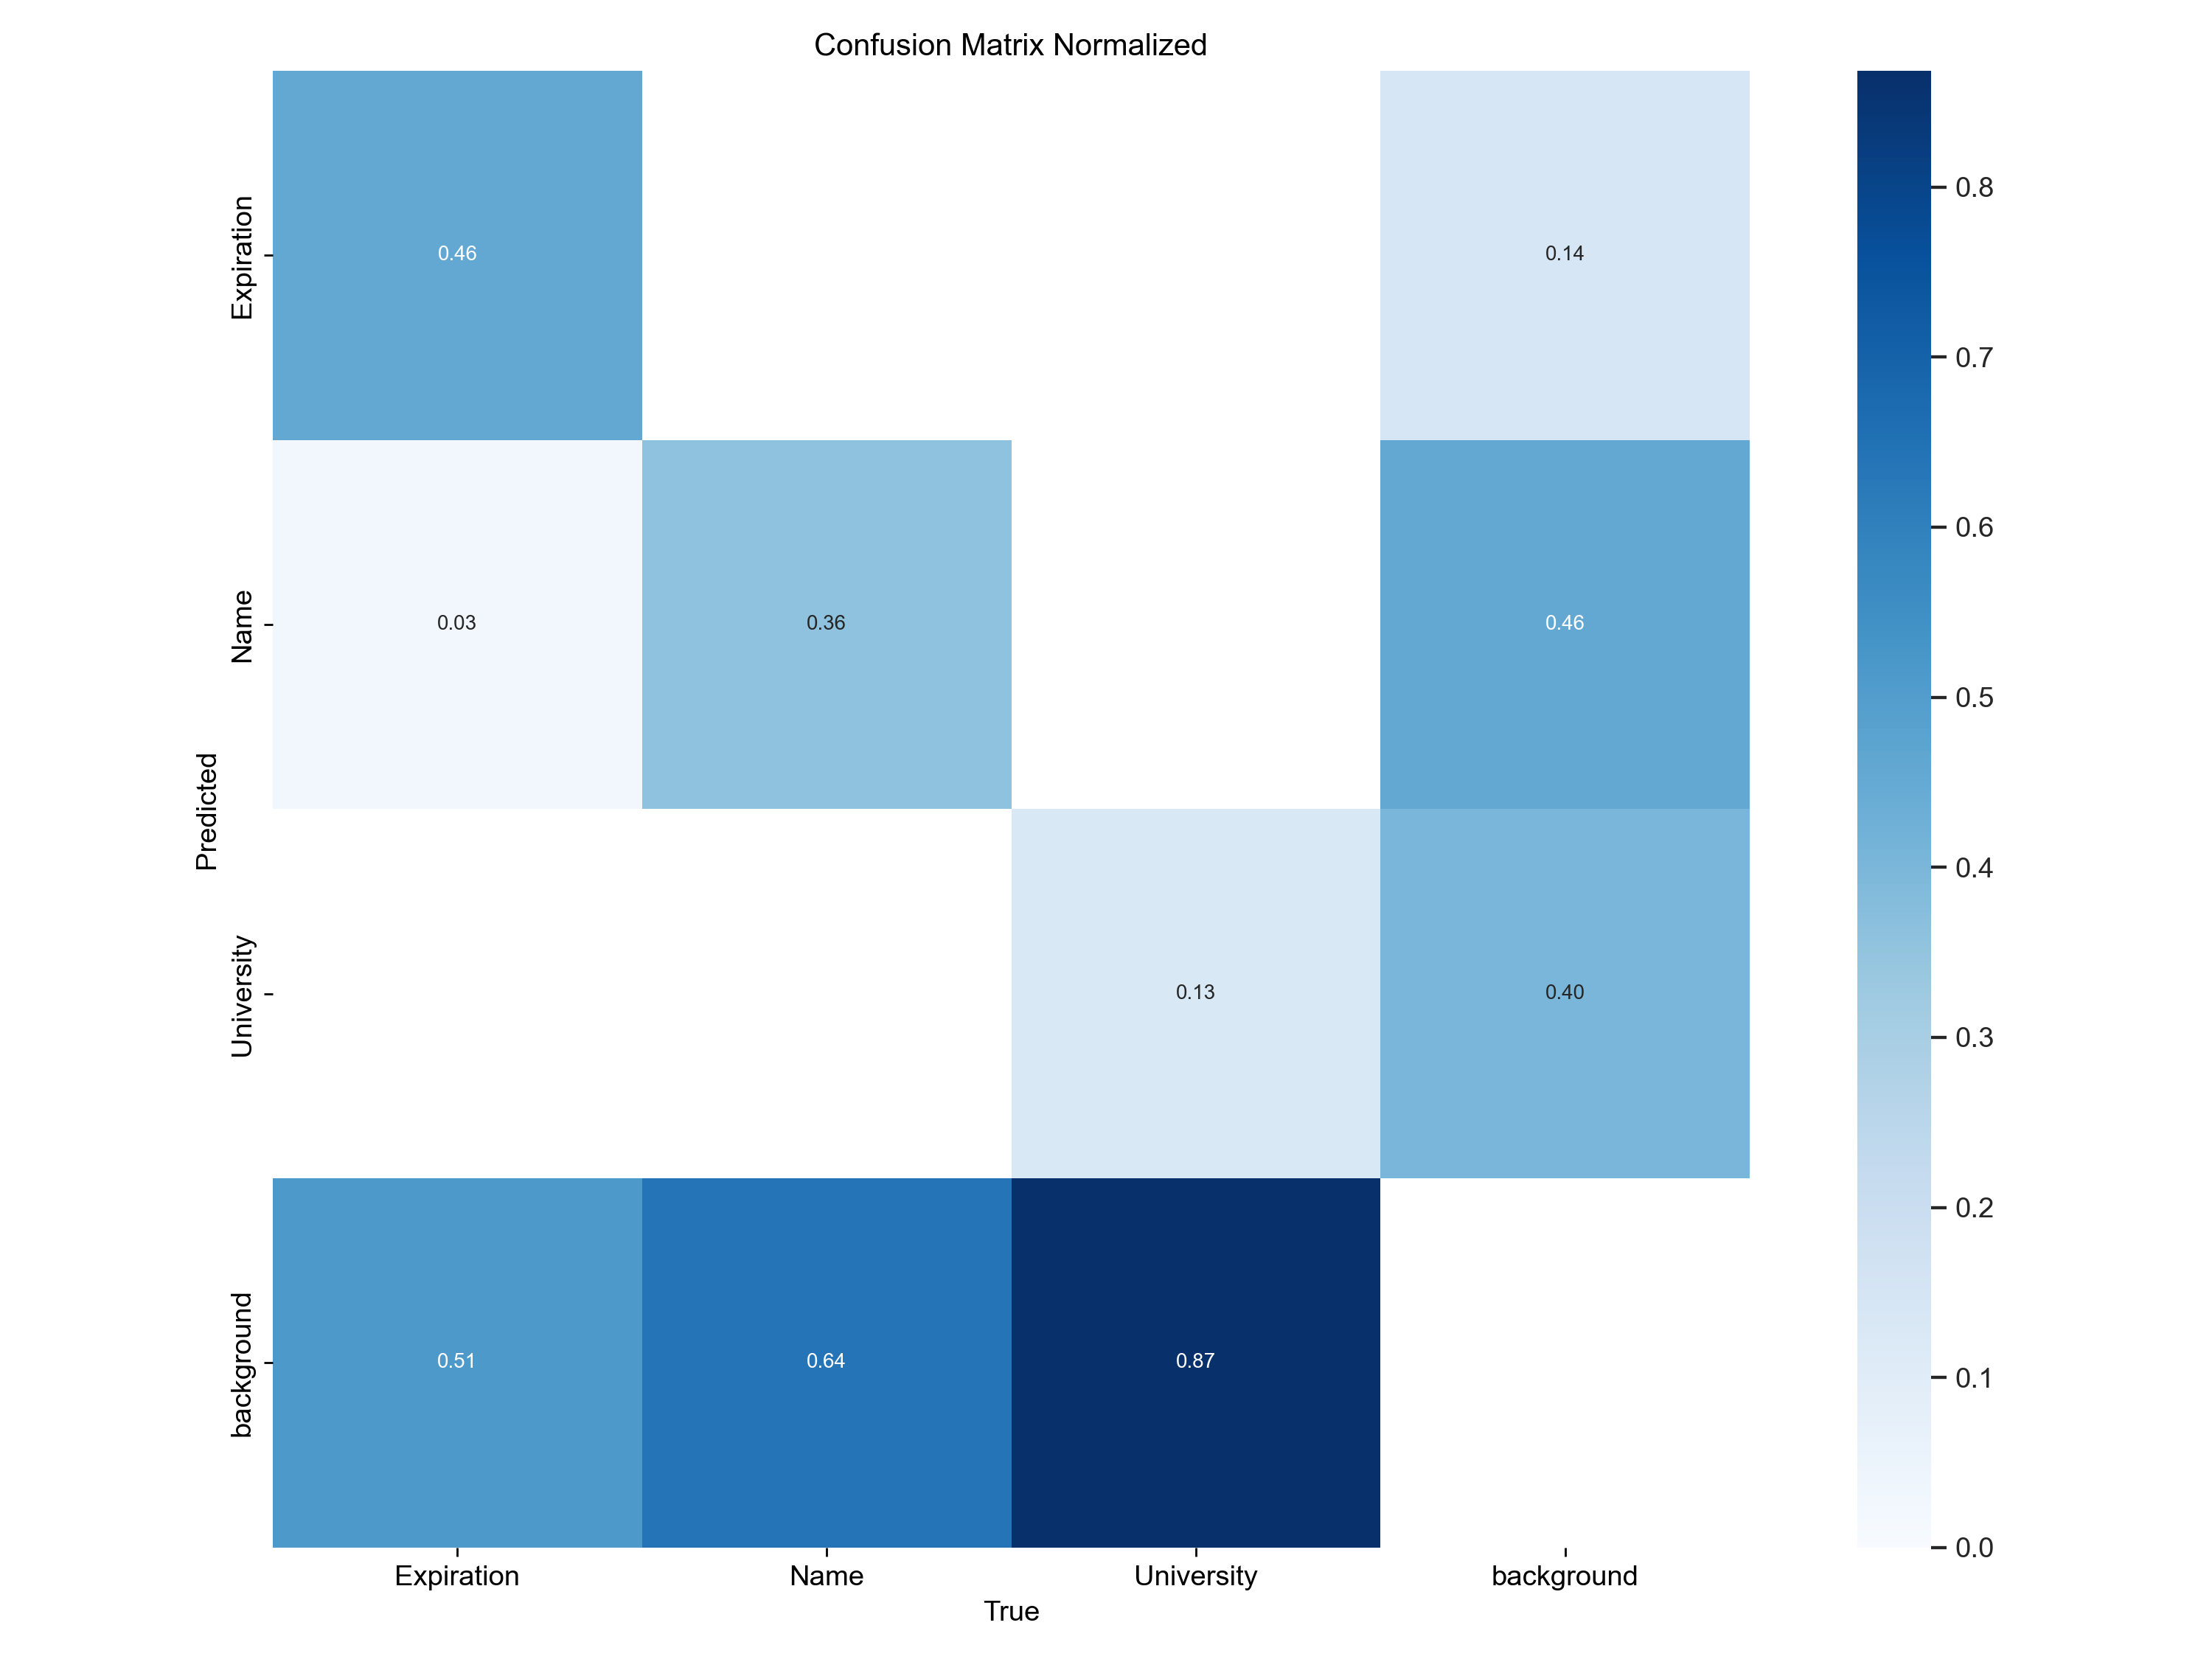 Confusion Matrix Normalized
Expiration
0.46
0.14
0.8
0.7
Name
0.03
0.36
0.46
0.6
0.5
Predicted
University
0.13
0.40
0.4
0.3
background
0.51
0.64
0.87
0.2
0.1
0.0
Expiration
Name
University
background
True